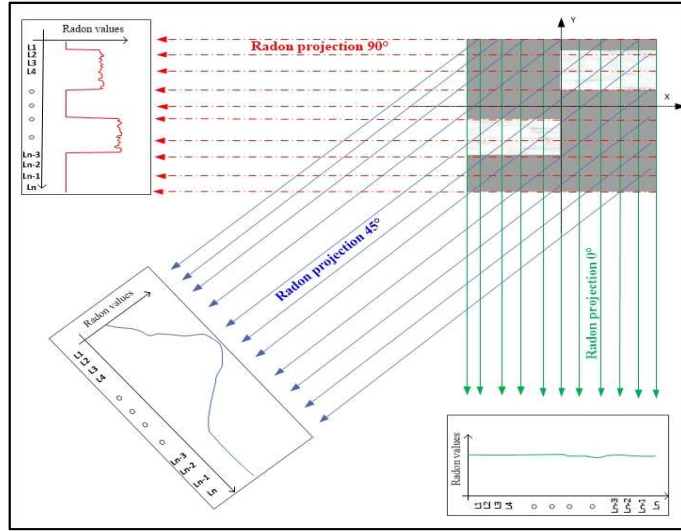 Radon values
L1
L2
L3
L4
Ln-3
Ln-2
Ln-1
Ln
Radon projection 90°
Y
X
Radon projection 45°
Radon projection 0°
Radon values
L1
L2
L3
L4
Ln-3
Ln-2
Ln-1
Ln
Radon values
L1
L2
L3
L4
Ln-3
Ln-2
Ln-1
Ln